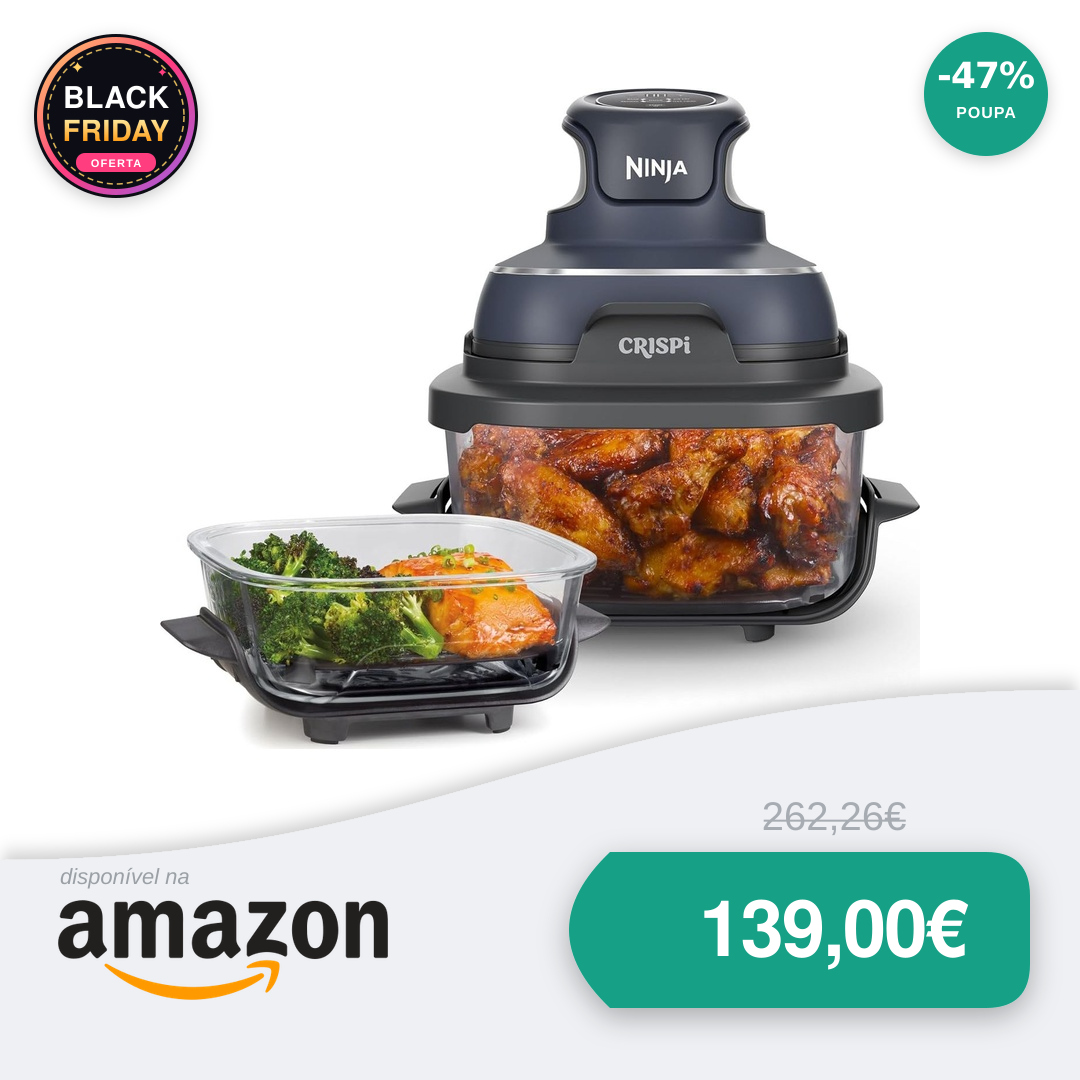 BLACK
FRIDAY
OFERTA
-47%
POUPA
NINJA
CRISPi
262,26€
139,00€
disponível na
amazon